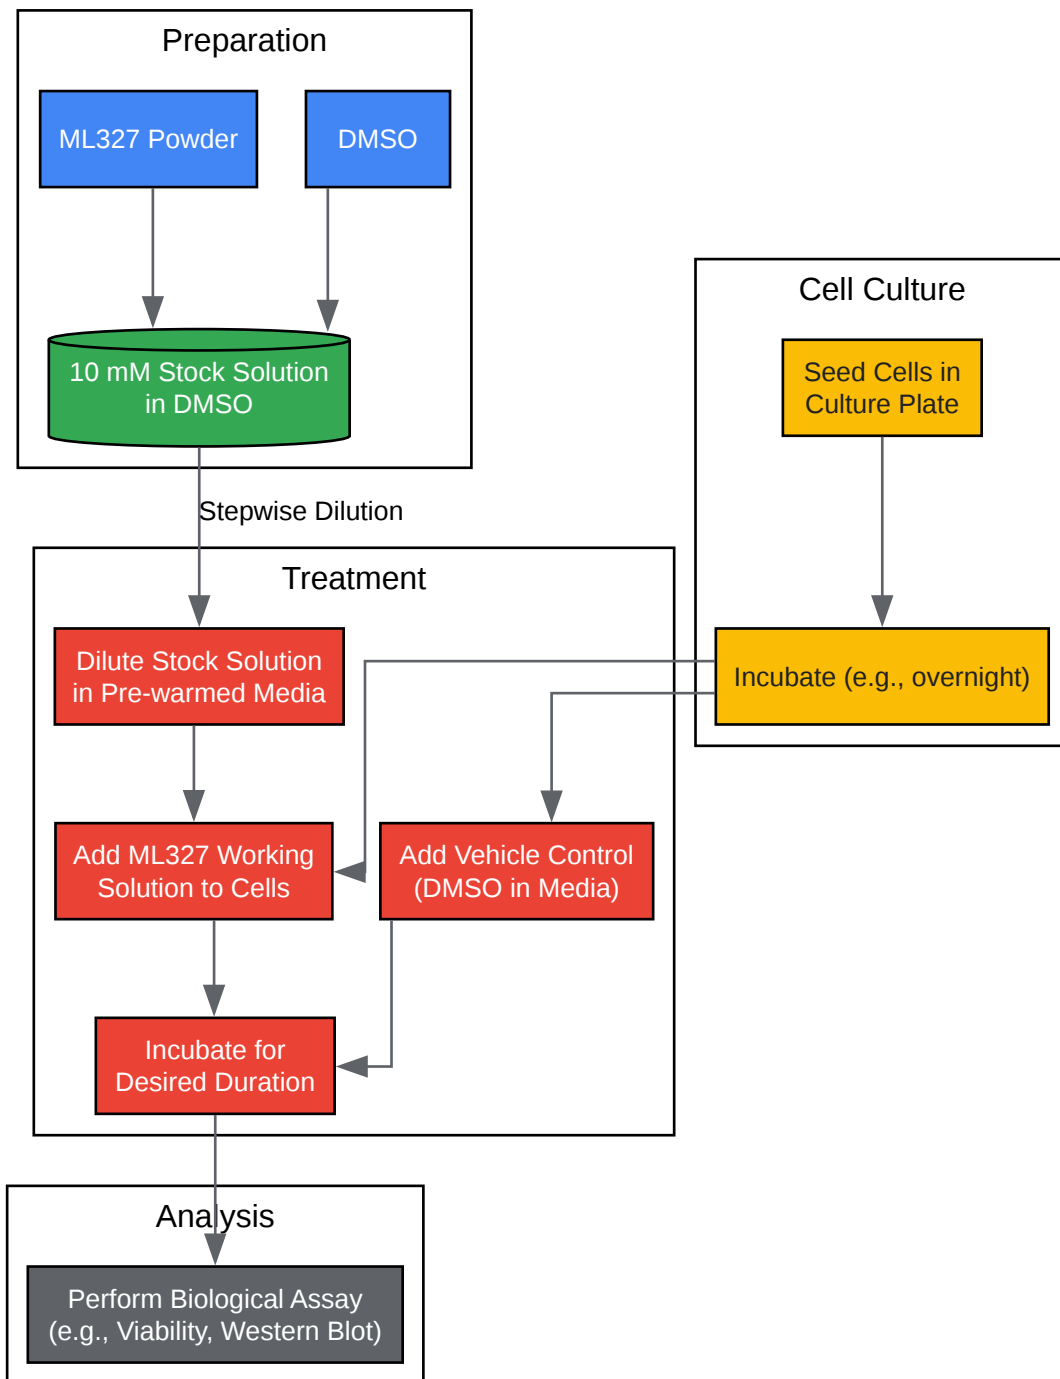 Preparation
ML327 Powder
DMSO
10 mM Stock Solution
in DMSO
Stepwise Dilution
Cell Culture
Seed Cells in
Culture Plate
Incubate (e.g., overnight)
Treatment
Dilute Stock Solution
in Pre-warmed Media
Add ML327 Working
Solution to Cells
Add Vehicle Control
(DMSO in Media)
Incubate for
Desired Duration
Analysis
Perform Biological Assay
(e.g., Viability, Western Blot)